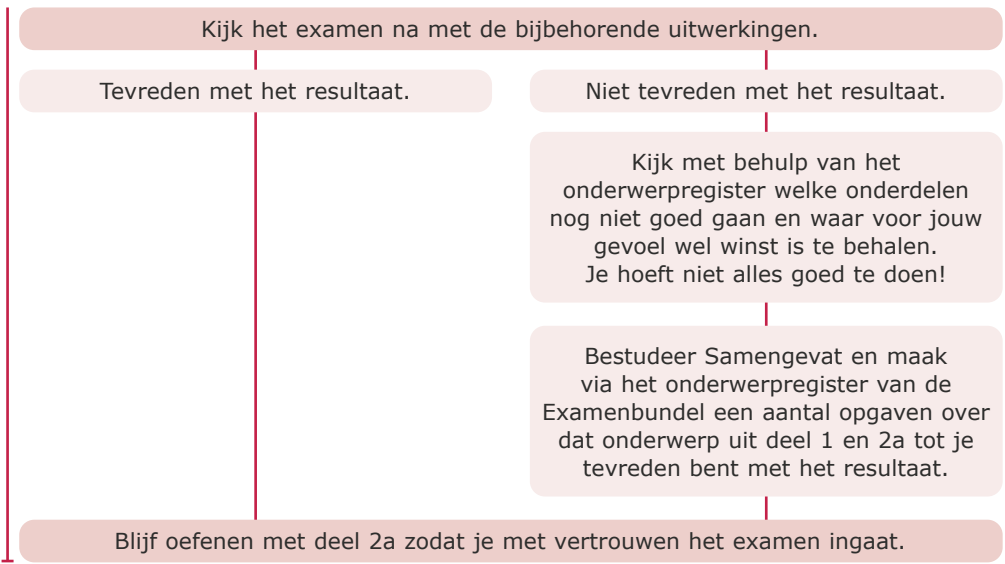 Kijk het examen na met de bijbehorende uitwerkingen.
Tevreden met het resultaat.
Niet tevreden met het resultaat.
Kijk met behulp van het
onderwerpregister welke onderdelen
nog niet goed gaan en waar voor jouw
gevoel wel winst is te behalen.
Je hoeft niet alles goed te doen!
Bestudeer Samengevat en maak
via het onderwerpregister van de
Examenbundel een aantal opgaven over
dat onderwerp uit deel 1 en 2a tot je
tevreden bent met het resultaat.
Blijf oefenen met deel 2a zodat je met vertrouwen het examen ingaat.